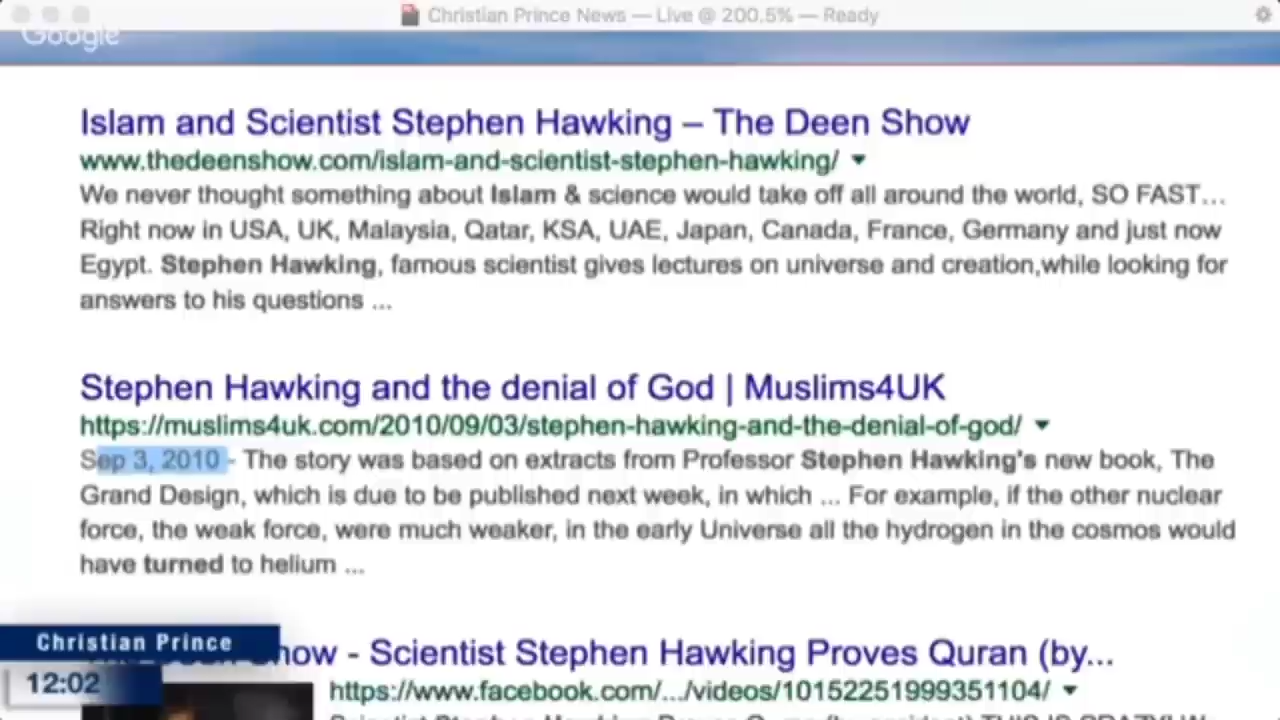 Christian Prince News — Live @ 200.5% — Ready
Google
Islam and Scientist Stephen Hawking – The Deen Show
www.thedeenshow.com/islam-and-scientist-stephen-hawking/
We never thought something about Islam & science would take off all around the world, SO FAST...
Right now in USA, UK, Malaysia, Qatar, KSA, UAE, Japan, Canada, France, Germany and just now
Egypt. Stephen Hawking, famous scientist gives lectures on universe and creation,while looking for
answers to his questions ...
Stephen Hawking and the denial of God | Muslims4UK
https://muslims4uk.com/2010/09/03/stephen-hawking-and-the-denial-of-god/
Sep 3, 2010 - The story was based on extracts from Professor Stephen Hawking's new book, The
Grand Design, which is due to be published next week, in which ... For example, if the other nuclear
force, the weak force, were much weaker, in the early Universe all the hydrogen in the cosmos would
have turned to helium ...
Christian Prince
Show - Scientist Stephen Hawking Proves Quran (by...
12:02
https://www.facebook.com/.../videos/10152251999351104/